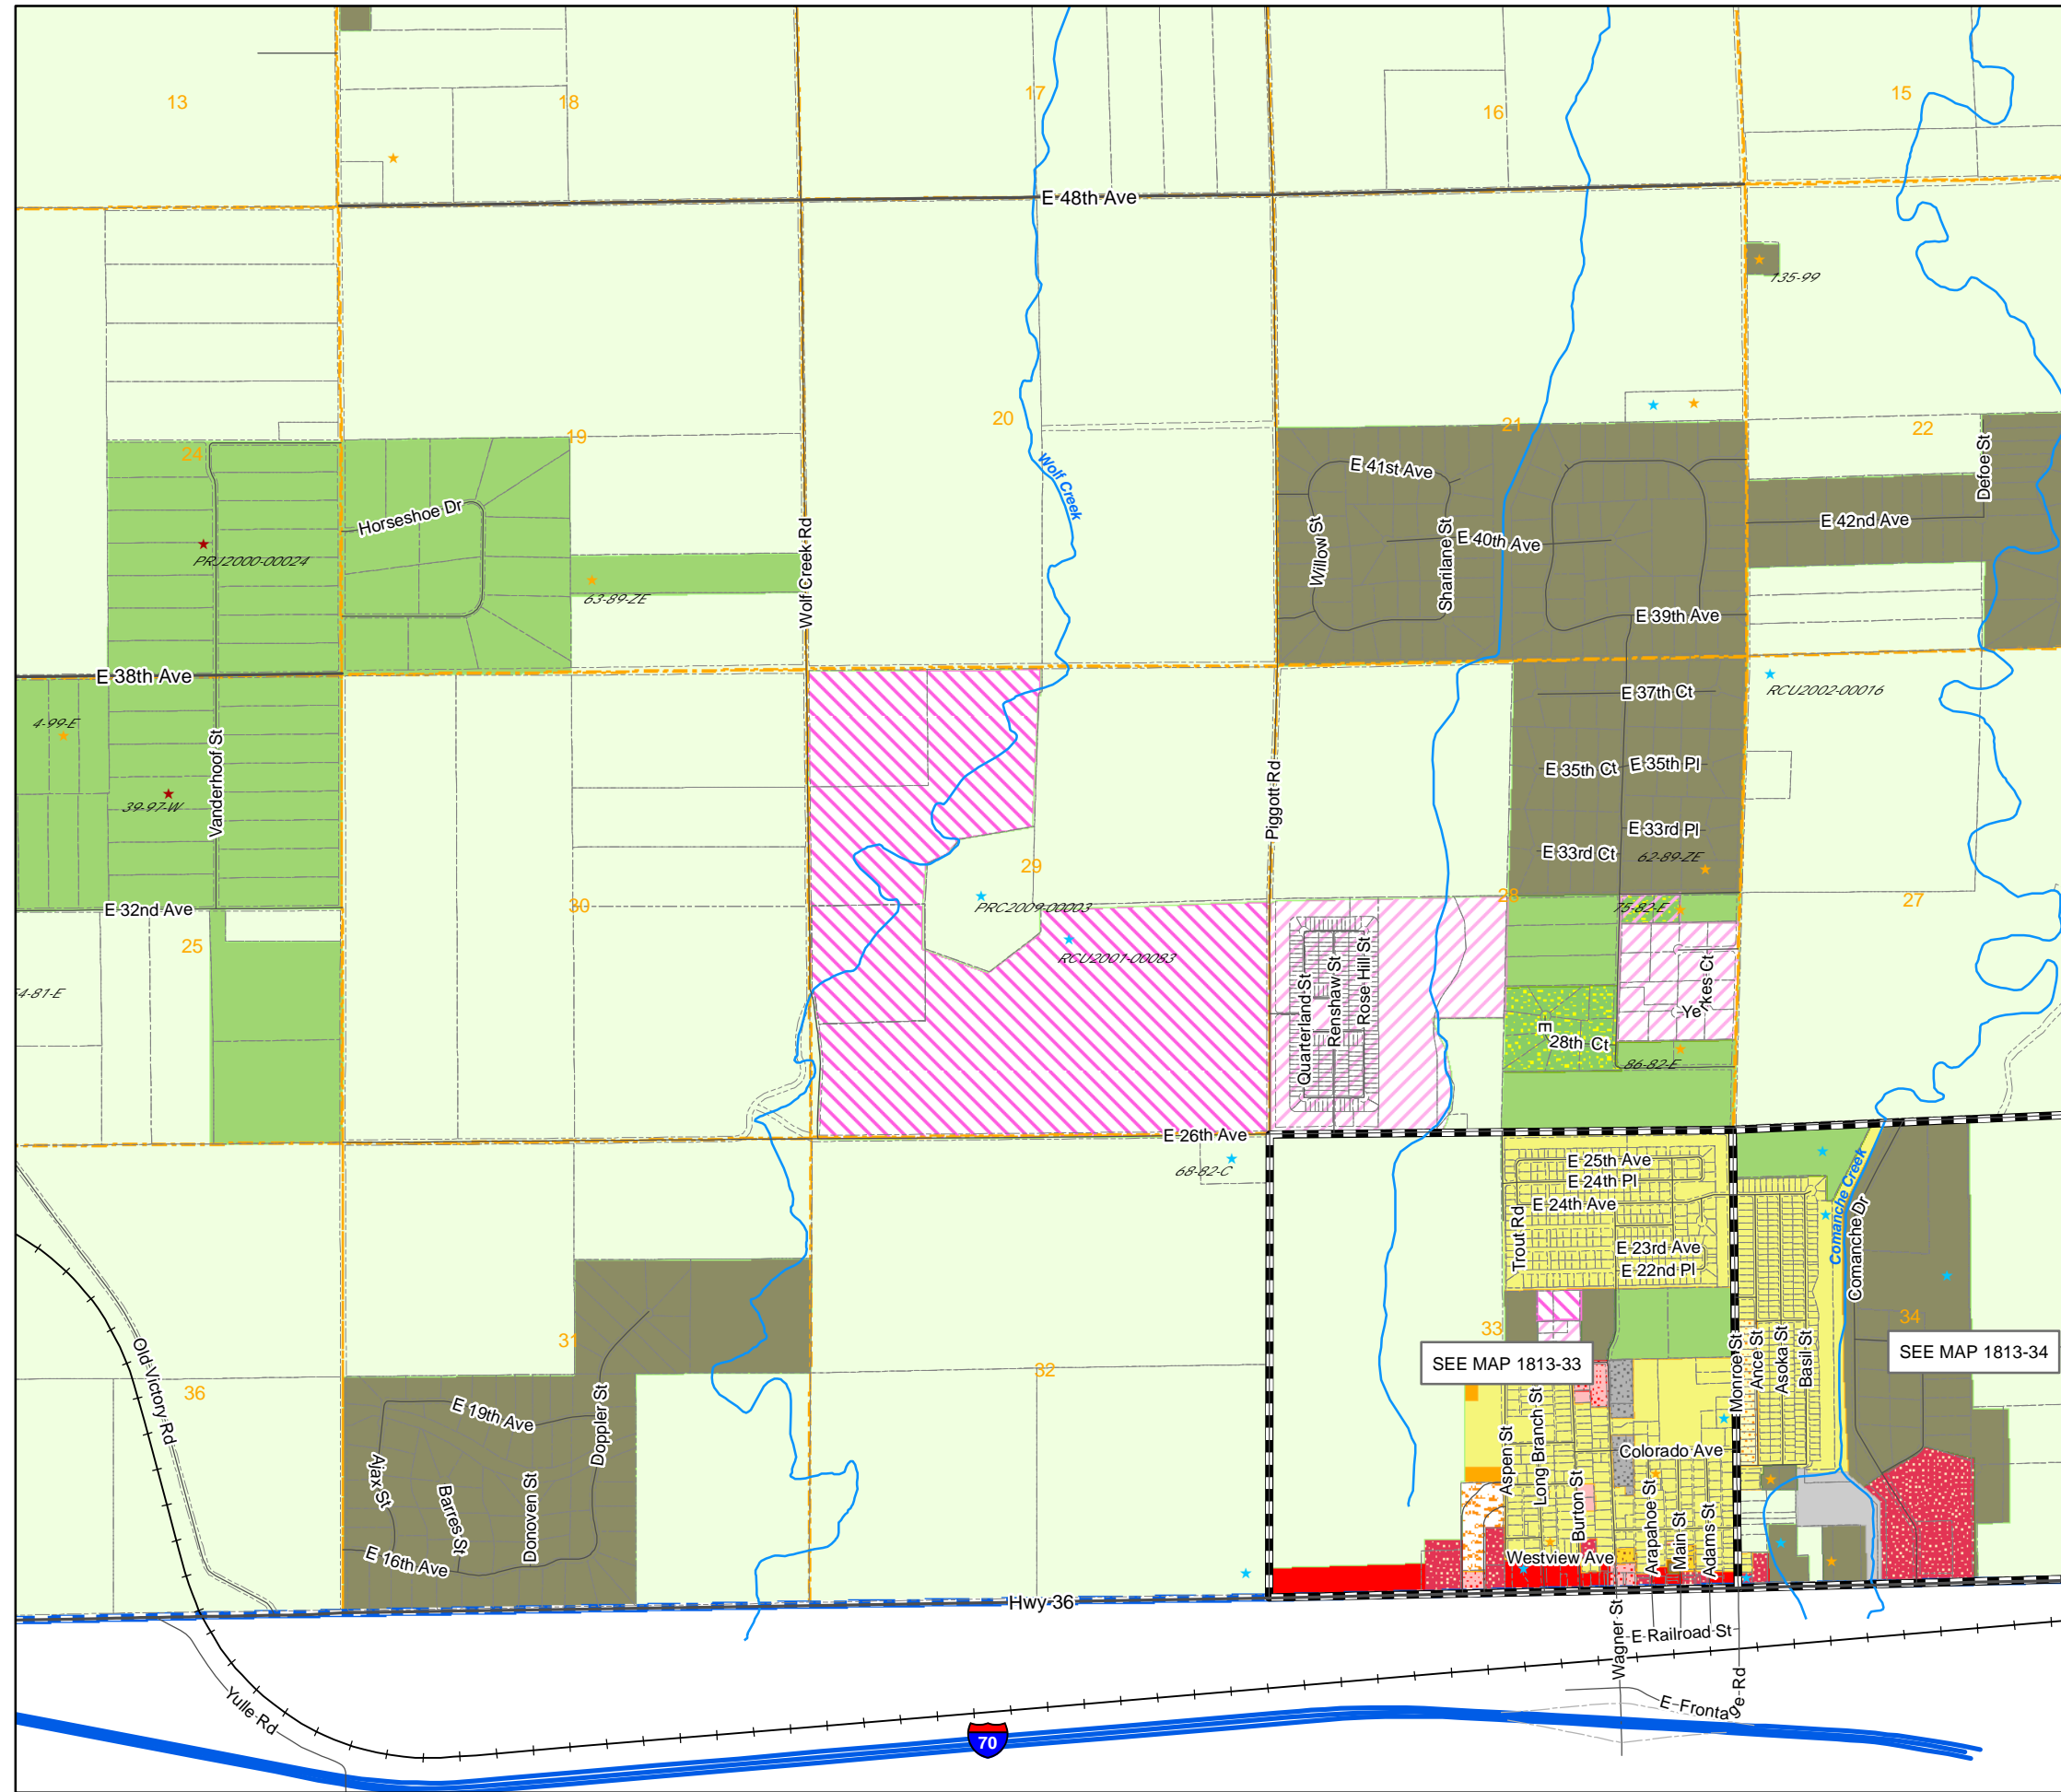 13
18
17
16
15
E 48th Ave
135-99
24
19
20
21
22
Wolf Creek
Horseshoe Dr
PRJ2000-00024
63-89-ZE
Wolf Creek Rd
E 41st Ave
Willow St
Sharilane St
E 40th Ave
E 39th Ave
E 42nd Ave
Defoe St
E 38th Ave
4-99-E
39-97-W
Vanderhoof St
E 32nd Ave
25
54-81-E
30
29
PRC2009-00003
RCU2001-00083
Piggott Rd
E 37th Ct
E 35th Ct
E 35th Pl
E 33rd Pl
E 33rd Ct
62-89-ZE
RCU2002-00016
28
27
75-82-E
Quarterland St
Renshaw St
Rose Hill St
Yerkes Ct
E 28th Ct
86-82-E
E 26th Ave
68-82-C
E 25th Ave
E 24th Pl
E 24th Ave
Trout Rd
E 23rd Ave
E 22nd Pl
Comanche Creek
Comanche Dr
Old Victory Rd
36
31
32
33
34
SEE MAP 1813-33
SEE MAP 1813-34
Monroe St
Ance St
Asoka St
Basil St
E 19th Ave
Ajax St
Barres St
Donoven St
Doppler St
E 16th Ave
Aspen St
Long Branch St
Burton St
Colorado Ave
Arapahoe St
Main St
Adams St
Westview Ave
Hwy 36
Wagner St
E Railroad St
E Frontage Rd
Yulle Rd
70